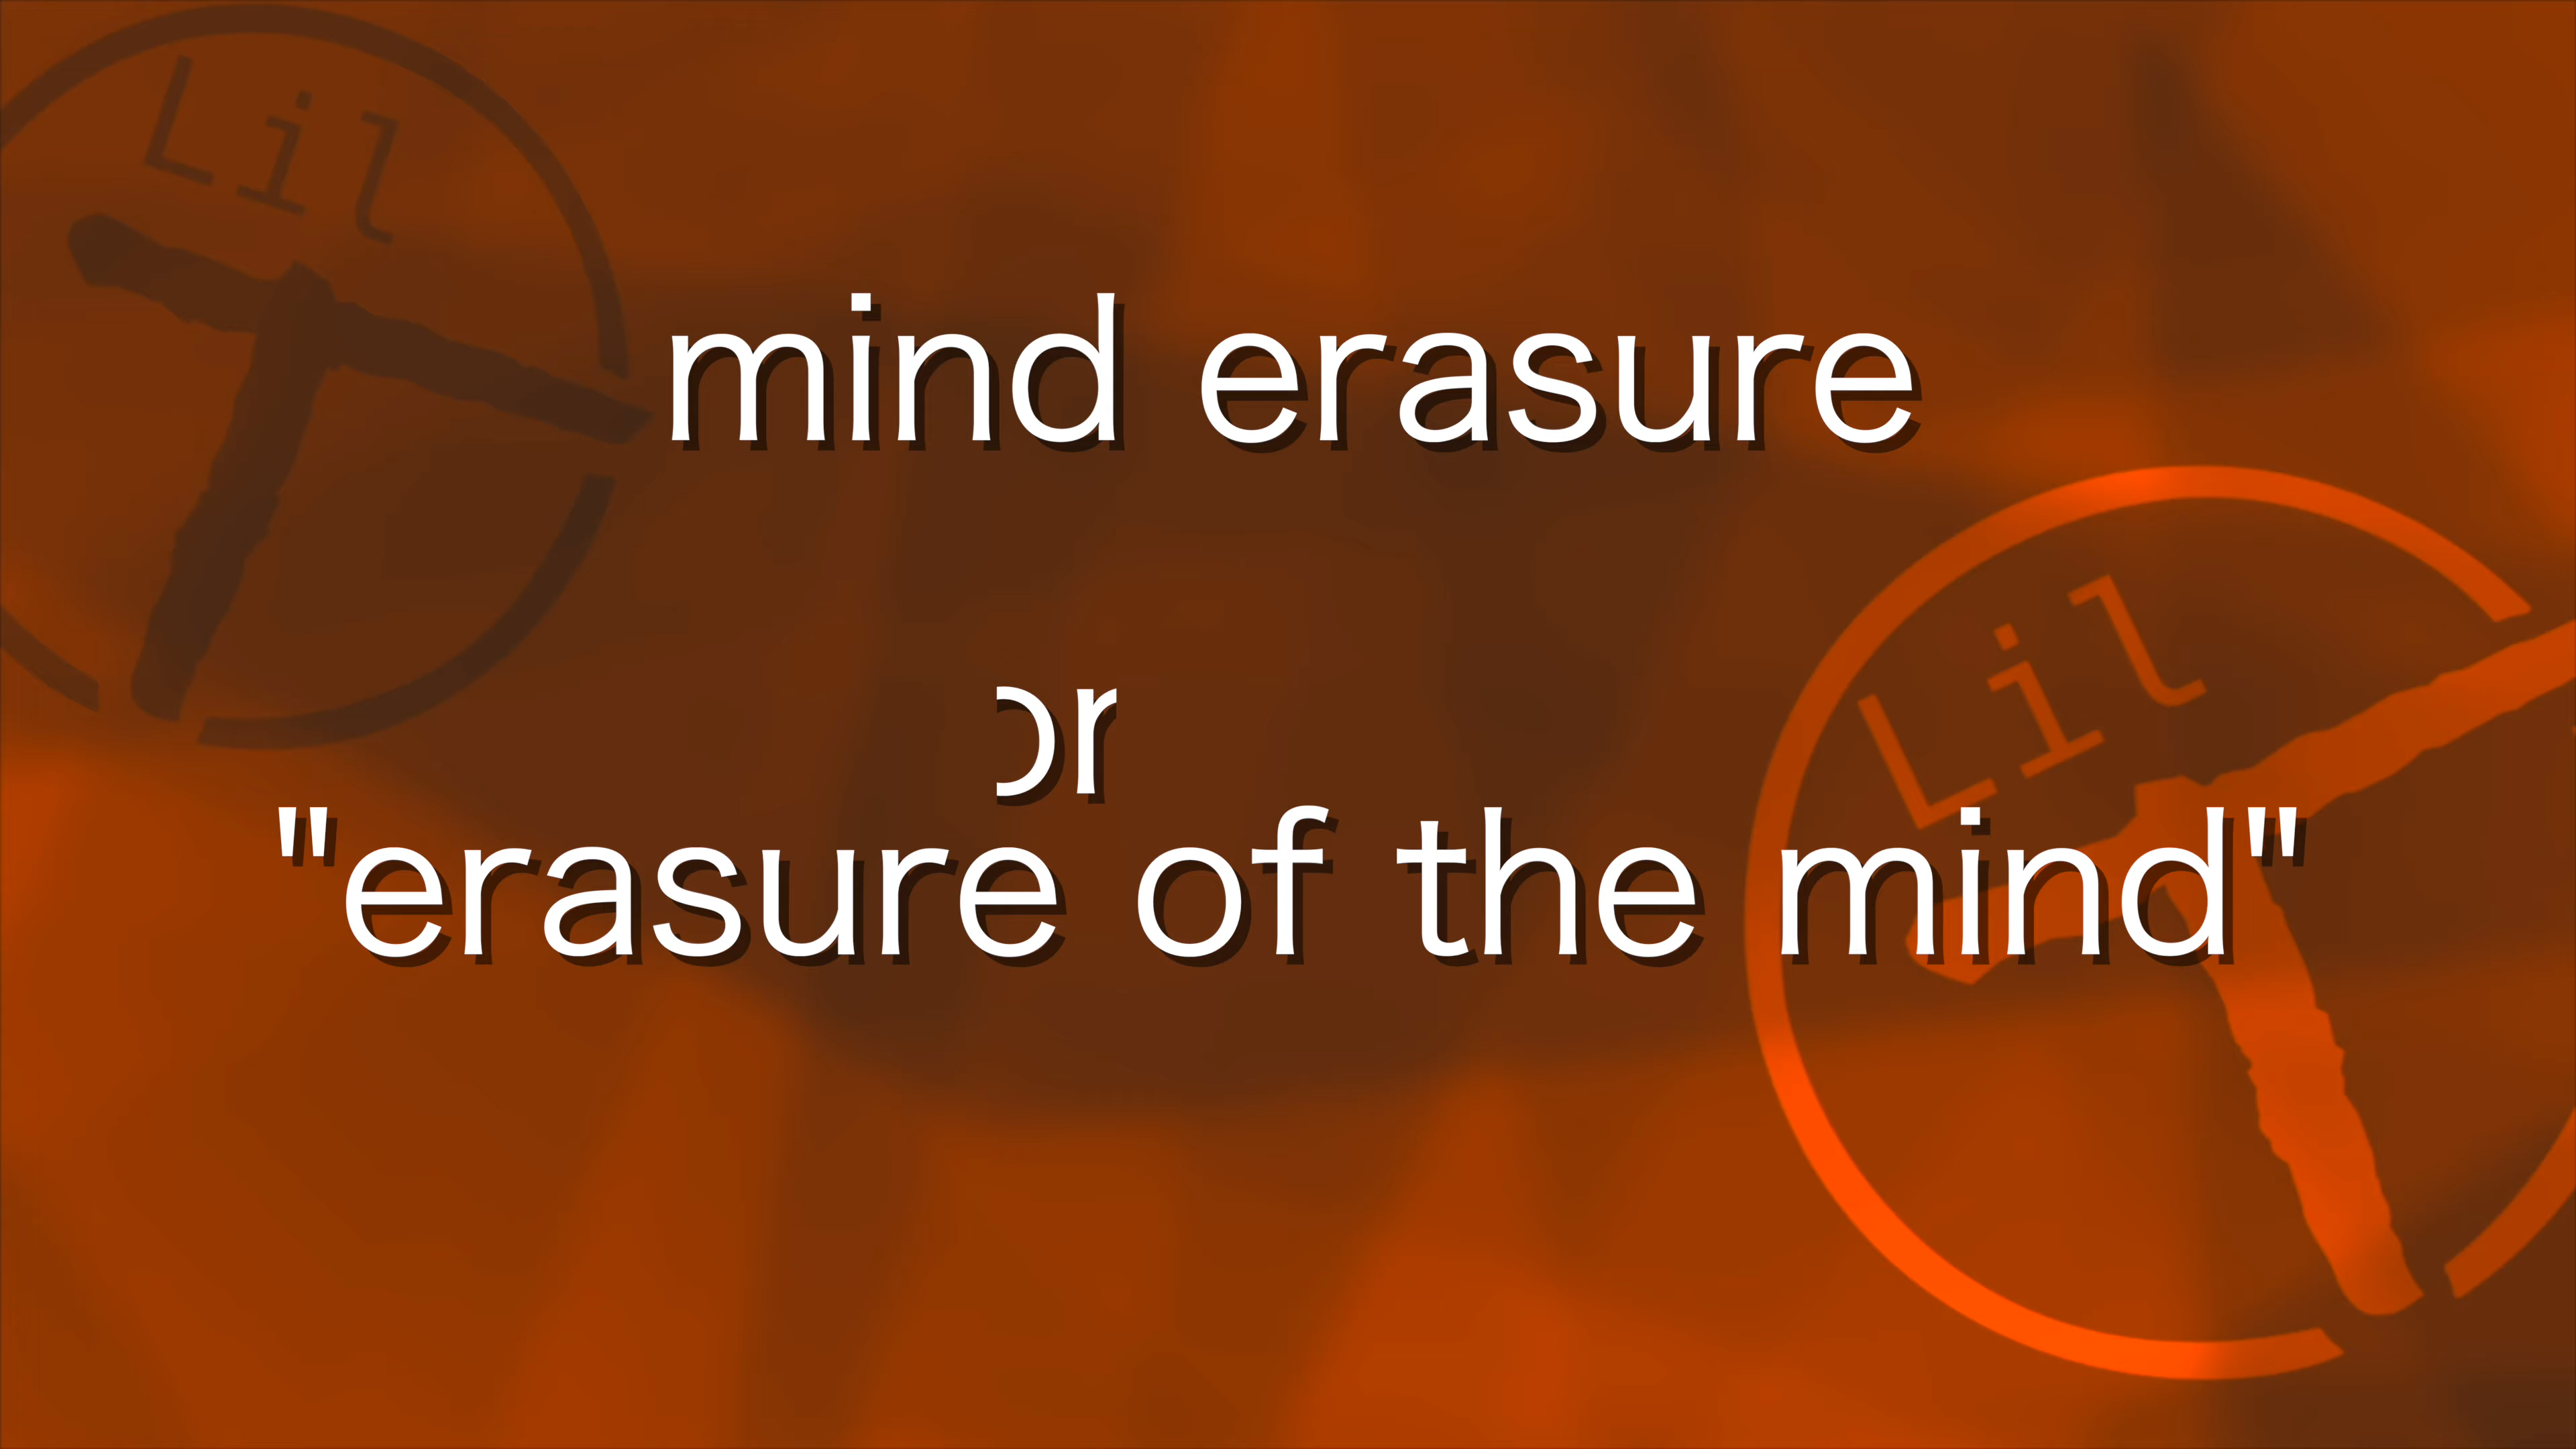 Lil
mind erasure
Lil
or
"erasure of the mind"